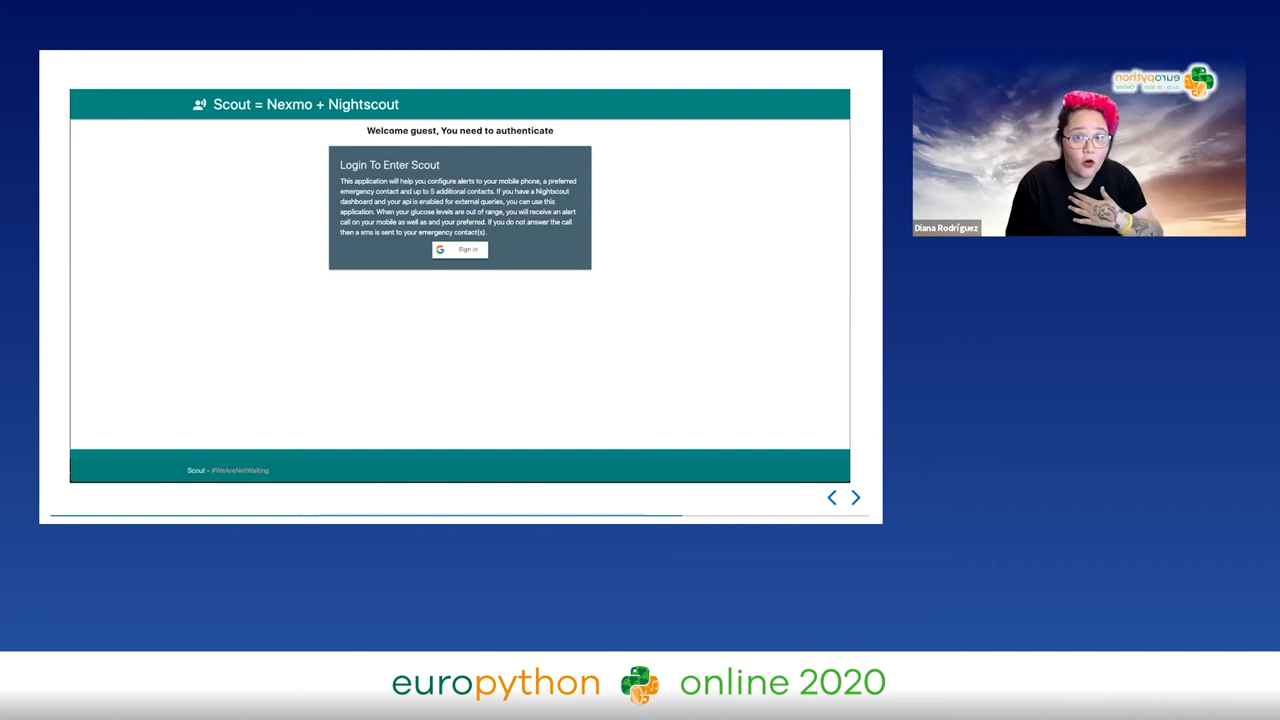 Scout = Nexmo + Nightscout
Welcome guest, You need to authenticate
Login To Enter Scout
This application will help you configure alerts to your mobile phone, a preferred
emergency contact and up to 5 additional contacts. If you have a Nightscout
dashboard and your api is enabled for external queries, you can use this
application. When your glucose levels are out of range, you will receive an alert
call on your mobile as well as and your preferred. If you do not answer the call
then a sms is sent to your emergency contact(s).
Sign in
Scout - #WeAreNotWaiting
europython
Diana Rodríguez
europython online 2020